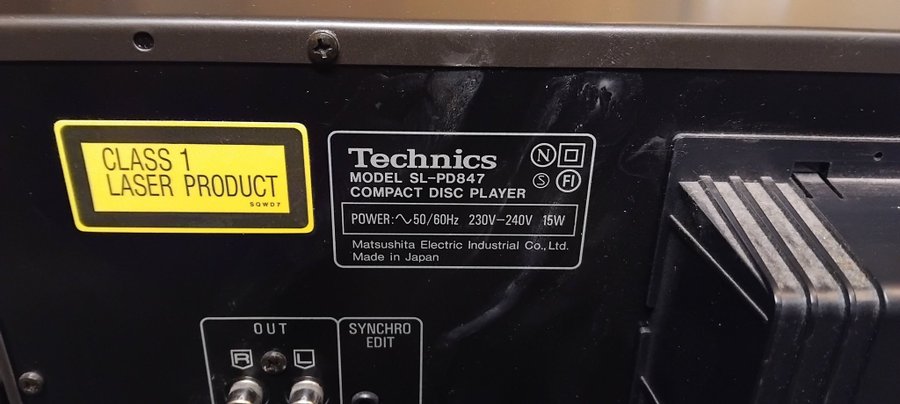 CLASS 1
LASER PRODUCT
SQWD7
Technics
MODEL SL-PD847
COMPACT DISC PLAYER
N
S FI
POWER:∿50/60Hz 230V−240V 15W
Matsushita Electric Industrial Co., Ltd.
Made in Japan
OUT
R L
SYNCHRO
EDIT